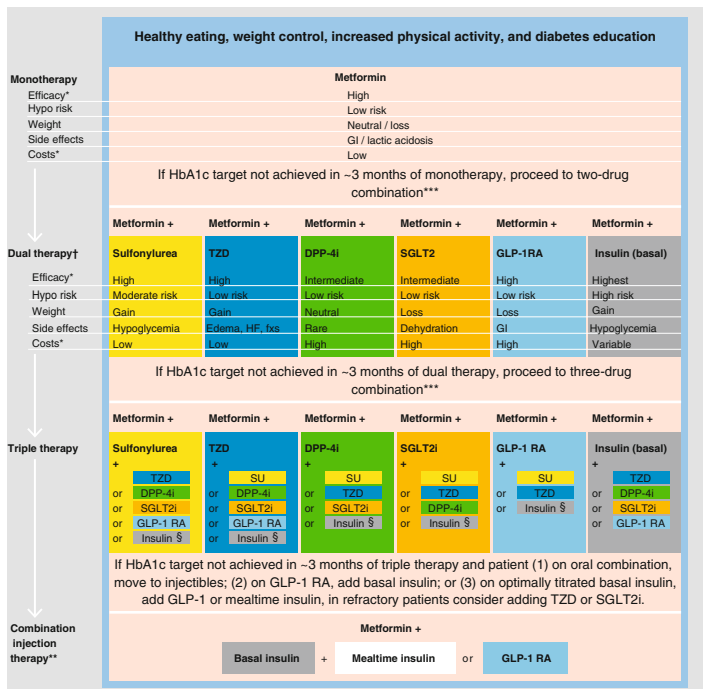 Healthy eating, weight control, increased physical activity, and diabetes education
Monotherapy Metformin
Efficacy* High
Hypo risk Low risk
Weight Neutral / loss
Side effects GI / lactic acidosis
Costs* Low
If HbA1c target not achieved in ~3 months of monotherapy, proceed to two-drug
combination***
Metformin + Metformin + Metformin + Metformin + Metformin + Metformin +
Dual therapy† Sulfonylurea TZD DPP-4i SGLT2 GLP-1RA Insulin (basal)
Efficacy* High High Intermediate Intermediate High Highest
Hypo risk Moderate risk Low risk Low risk Low risk Low risk High risk
Weight Gain Gain Neutral Loss Loss Gain
Side effects Hypoglycemia Edema, HF, fxs Rare Dehydration GI Hypoglycemia
Costs* Low Low High High High Variable
If HbA1c target not achieved in ~3 months of dual therapy, proceed to three-drug
combination***
Metformin + Metformin + Metformin + Metformin + Metformin + Metformin +
Triple therapy Sulfonylurea TZD DPP-4i SGLT2i GLP-1 RA Insulin (basal)
+ + + + + +
TZD SU SU SU SU TZD
or DPP-4i or DPP-4i or TZD or TZD or TZD or DPP-4i
or SGLT2i or SGLT2i or SGLT2i or DPP-4i or Insulin § or SGLT2i
or GLP-1 RA or GLP-1 RA or Insulin § or Insulin § or GLP-1 RA
or Insulin § or Insulin §
If HbA1c target not achieved in ~3 months of triple therapy and patient (1) on oral combination,
move to injectibles; (2) on GLP-1 RA, add basal insulin; or (3) on optimally titrated basal insulin,
add GLP-1 or mealtime insulin, in refractory patients consider adding TZD or SGLT2i.
Combination
injection
therapy**
Metformin +
Basal insulin + Mealtime insulin or GLP-1 RA